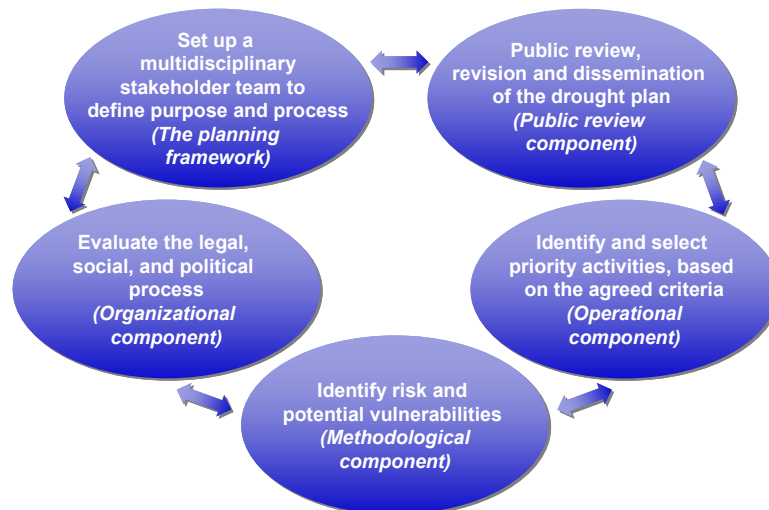 Set up a
multidisciplinary
stakeholder team to
define purpose and process
(The planning
framework)
Public review,
revision and dissemination
of the drought plan
(Public review
component)
Evaluate the legal,
social, and political
process
(Organizational
component)
Identify and select
priority activities, based
on the agreed criteria
(Operational
component)
Identify risk and
potential vulnerabilities
(Methodological
component)